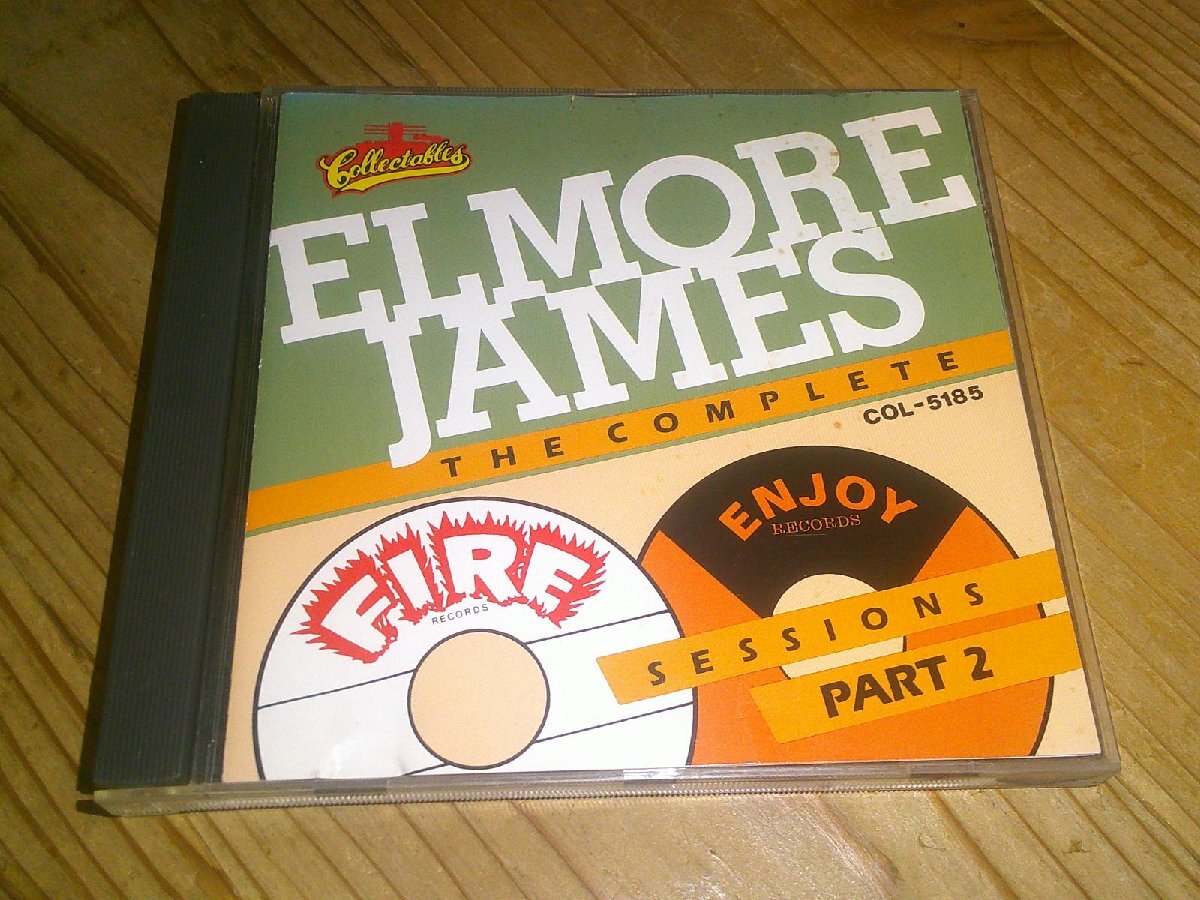 Collectables
ELMORE
JAMES
THE COMPLETE
COL-5185
FIRE
RECORDS
ENJOY
RECORDS
SESSIONS
PART 2